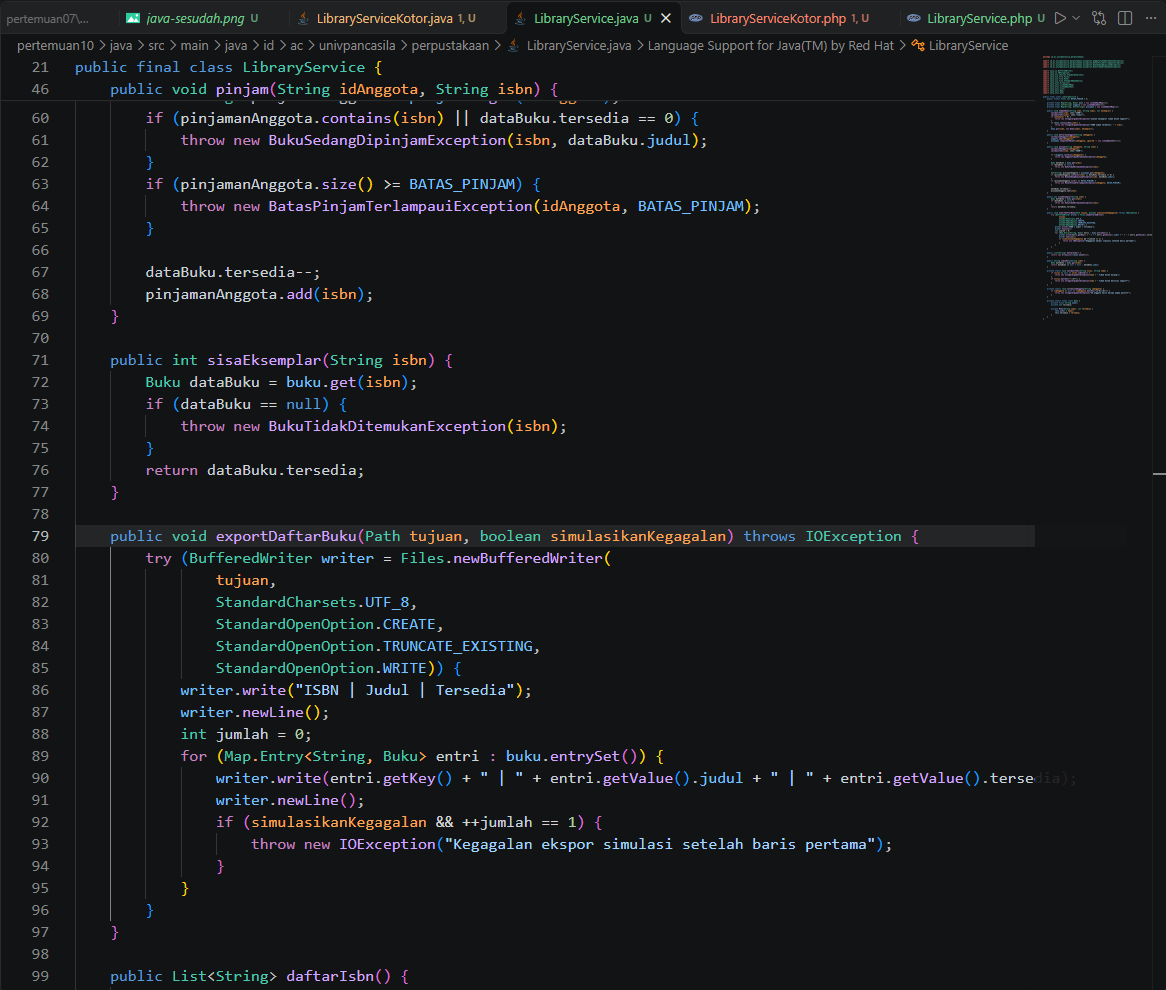 pertemuan07\... java-sesudah.png U LibraryServiceKotor.java 1, U LibraryService.java U LibraryServiceKotor.php 1, U LibraryService.php U
pertemuan10 > java > src > main > java > id > ac > univpancasila > perpustakaan > LibraryService.java > Language Support for Java(TM) by Red Hat > LibraryService
21 public final class LibraryService {
46 public void pinjam(String idAnggota, String isbn) {
60 if (pinjamanAnggota.contains(isbn) || dataBuku.tersedia == 0) {
61 throw new BukuSedangDipinjamException(isbn, dataBuku.judul);
62 }
63 if (pinjamanAnggota.size() >= BATAS_PINJAM) {
64 throw new BatasPinjamTerlampauiException(idAnggota, BATAS_PINJAM);
65 }
66
67 dataBuku.tersedia--;
68 pinjamanAnggota.add(isbn);
69 }
70
71 public int sisaEksemplar(String isbn) {
72 Buku dataBuku = buku.get(isbn);
73 if (dataBuku == null) {
74 throw new BukuTidakDitemukanException(isbn);
75 }
76 return dataBuku.tersedia;
77 }
78
79 public void exportDaftarBuku(Path tujuan, boolean simulasikanKegagalan) throws IOException {
80 try (BufferedWriter writer = Files.newBufferedWriter(
81 tujuan,
82 StandardCharsets.UTF_8,
83 StandardOpenOption.CREATE,
84 StandardOpenOption.TRUNCATE_EXISTING,
85 StandardOpenOption.WRITE)) {
86 writer.write("ISBN | Judul | Tersedia");
87 writer.newLine();
88 int jumlah = 0;
89 for (Map.Entry<String, Buku> entri : buku.entrySet()) {
90 writer.write(entri.getKey() + " | " + entri.getValue().judul + " | " + entri.getValue().tersedia);
91 writer.newLine();
92 if (simulasikanKegagalan && ++jumlah == 1) {
93 throw new IOException("Kegagalan ekspor simulasi setelah baris pertama");
94 }
95 }
96 }
97 }
98
99 public List<String> daftarIsbn() {